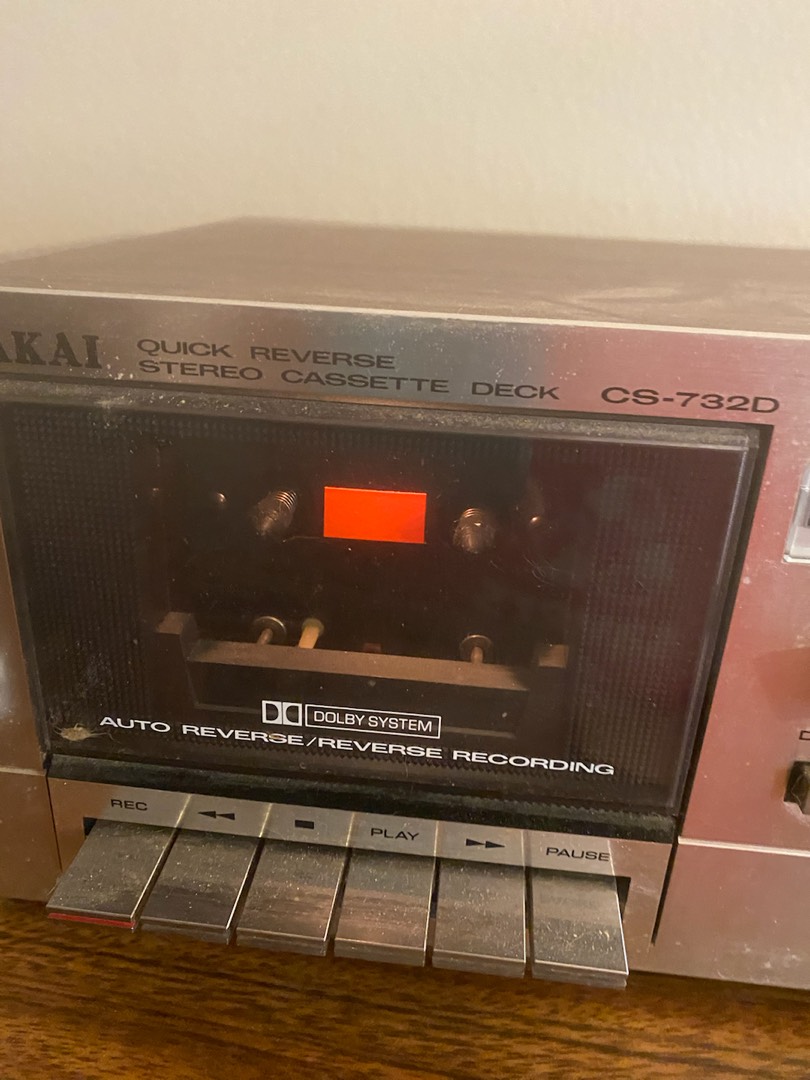 AKAI
QUICK REVERSE
STEREO CASSETTE DECK
CS-732D
DOLBY SYSTEM
AUTO REVERSE/REVERSE RECORDING
REC
PLAY
PAUSE